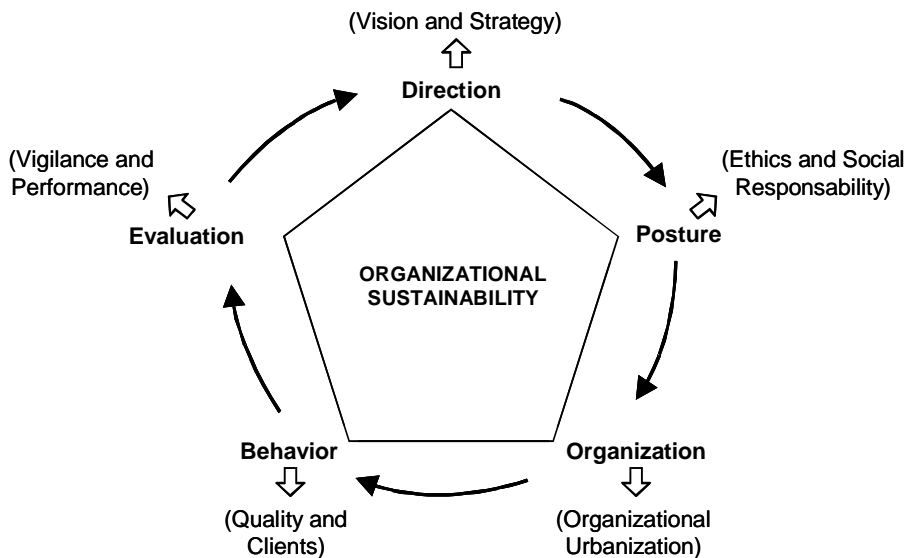 (Vision and Strategy)
Direction
(Vigilance and
Performance)
(Ethics and Social
Responsability)
Evaluation
Posture
ORGANIZATIONAL
SUSTAINABILITY
Behavior
Organization
(Quality and
Clients)
(Organizational
Urbanization)